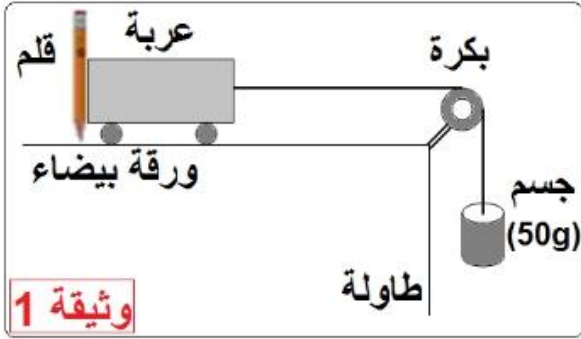 عربة
قلم
بكرة
ورقة بيضاء
جسم
(50g)
طاولة
وثيقة 1